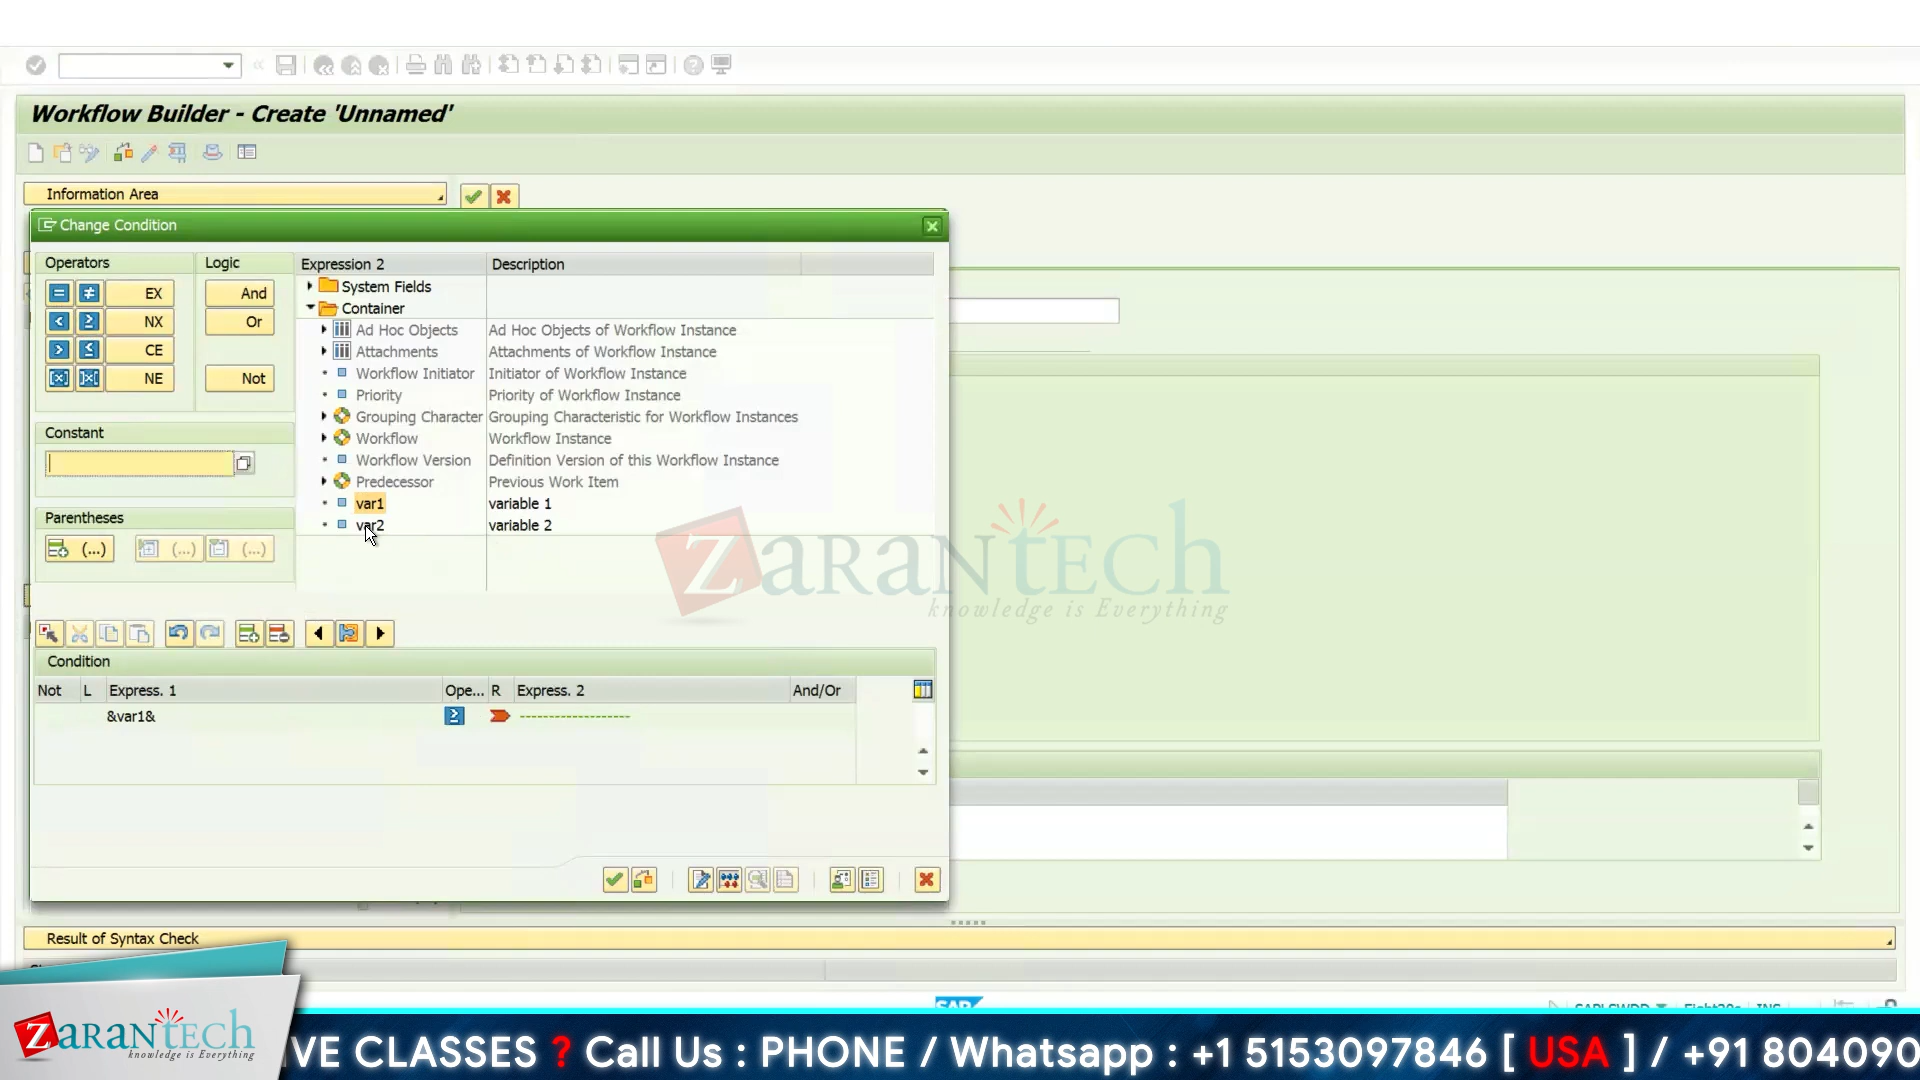 Workflow Builder - Create 'Unnamed'
Information Area
Change Condition
Operators
Logic
Expression 2
Description
EX
And
System Fields
NX
Or
Container
Ad Hoc Objects
Ad Hoc Objects of Workflow Instance
CE
Attachments
Attachments of Workflow Instance
NE
Not
Workflow Initiator
Initiator of Workflow Instance
Priority
Priority of Workflow Instance
Grouping Character
Grouping Characteristic for Workflow Instances
Constant
Workflow
Workflow Instance
Workflow Version
Definition Version of this Workflow Instance
Predecessor
Previous Work Item
var1
variable 1
Parentheses
var2
variable 2
(...)
(...)
(...)
ZARANTECH
knowledge is Everything
Condition
Not
L
Express. 1
Ope...
R
Express. 2
And/Or
&var1&
Result of Syntax Check
SAP
ZARANTECH
knowledge is Everything
IVE CLASSES ? Call Us : PHONE / Whatsapp : +1 5153097846 [ USA ] / +91 804090